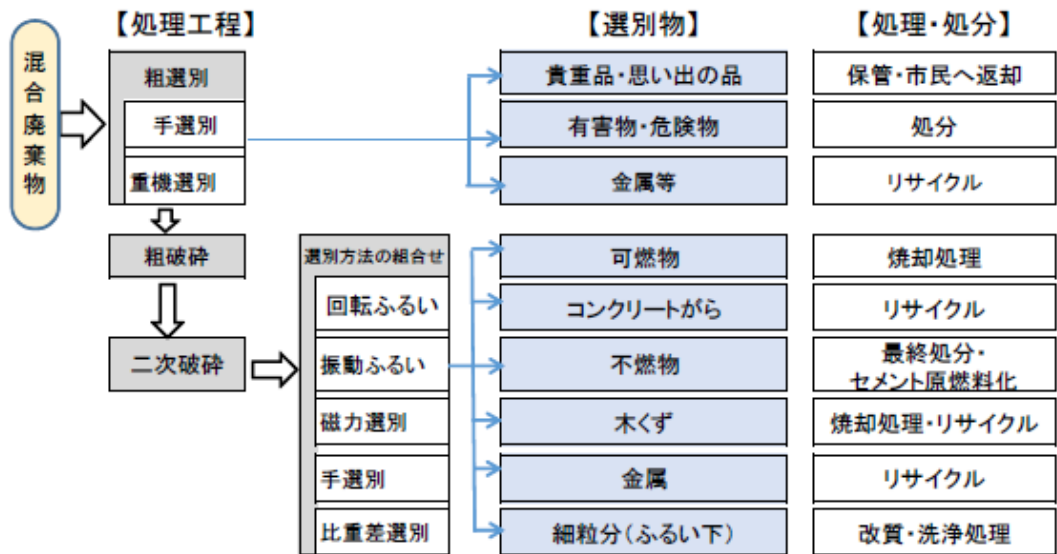 【処理工程】
【選別物】
【処理・処分】
混合廃棄物
粗選別
手選別
重機選別
貴重品・思い出の品
保管・市民へ返却
有害物・危険物
処分
金属等
リサイクル
粗破砕
二次破砕
選別方法の組合せ
回転ふるい
振動ふるい
磁力選別
手選別
比重差選別
可燃物
焼却処理
コンクリートがら
リサイクル
不燃物
最終処分・
セメント原燃料化
木くず
焼却処理・リサイクル
金属
リサイクル
細粒分(ふるい下)
改質・洗浄処理